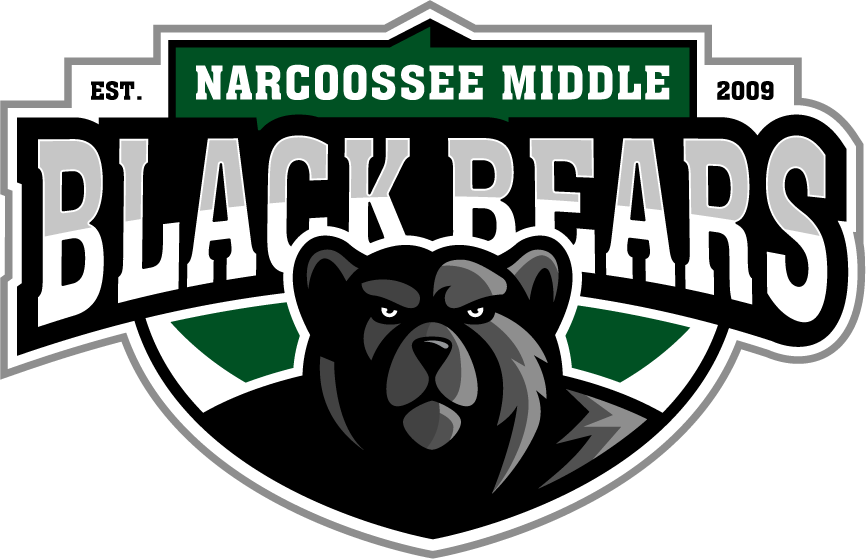 NARCOOSSEE MIDDLE
EST. 2009
BLACK BEARS